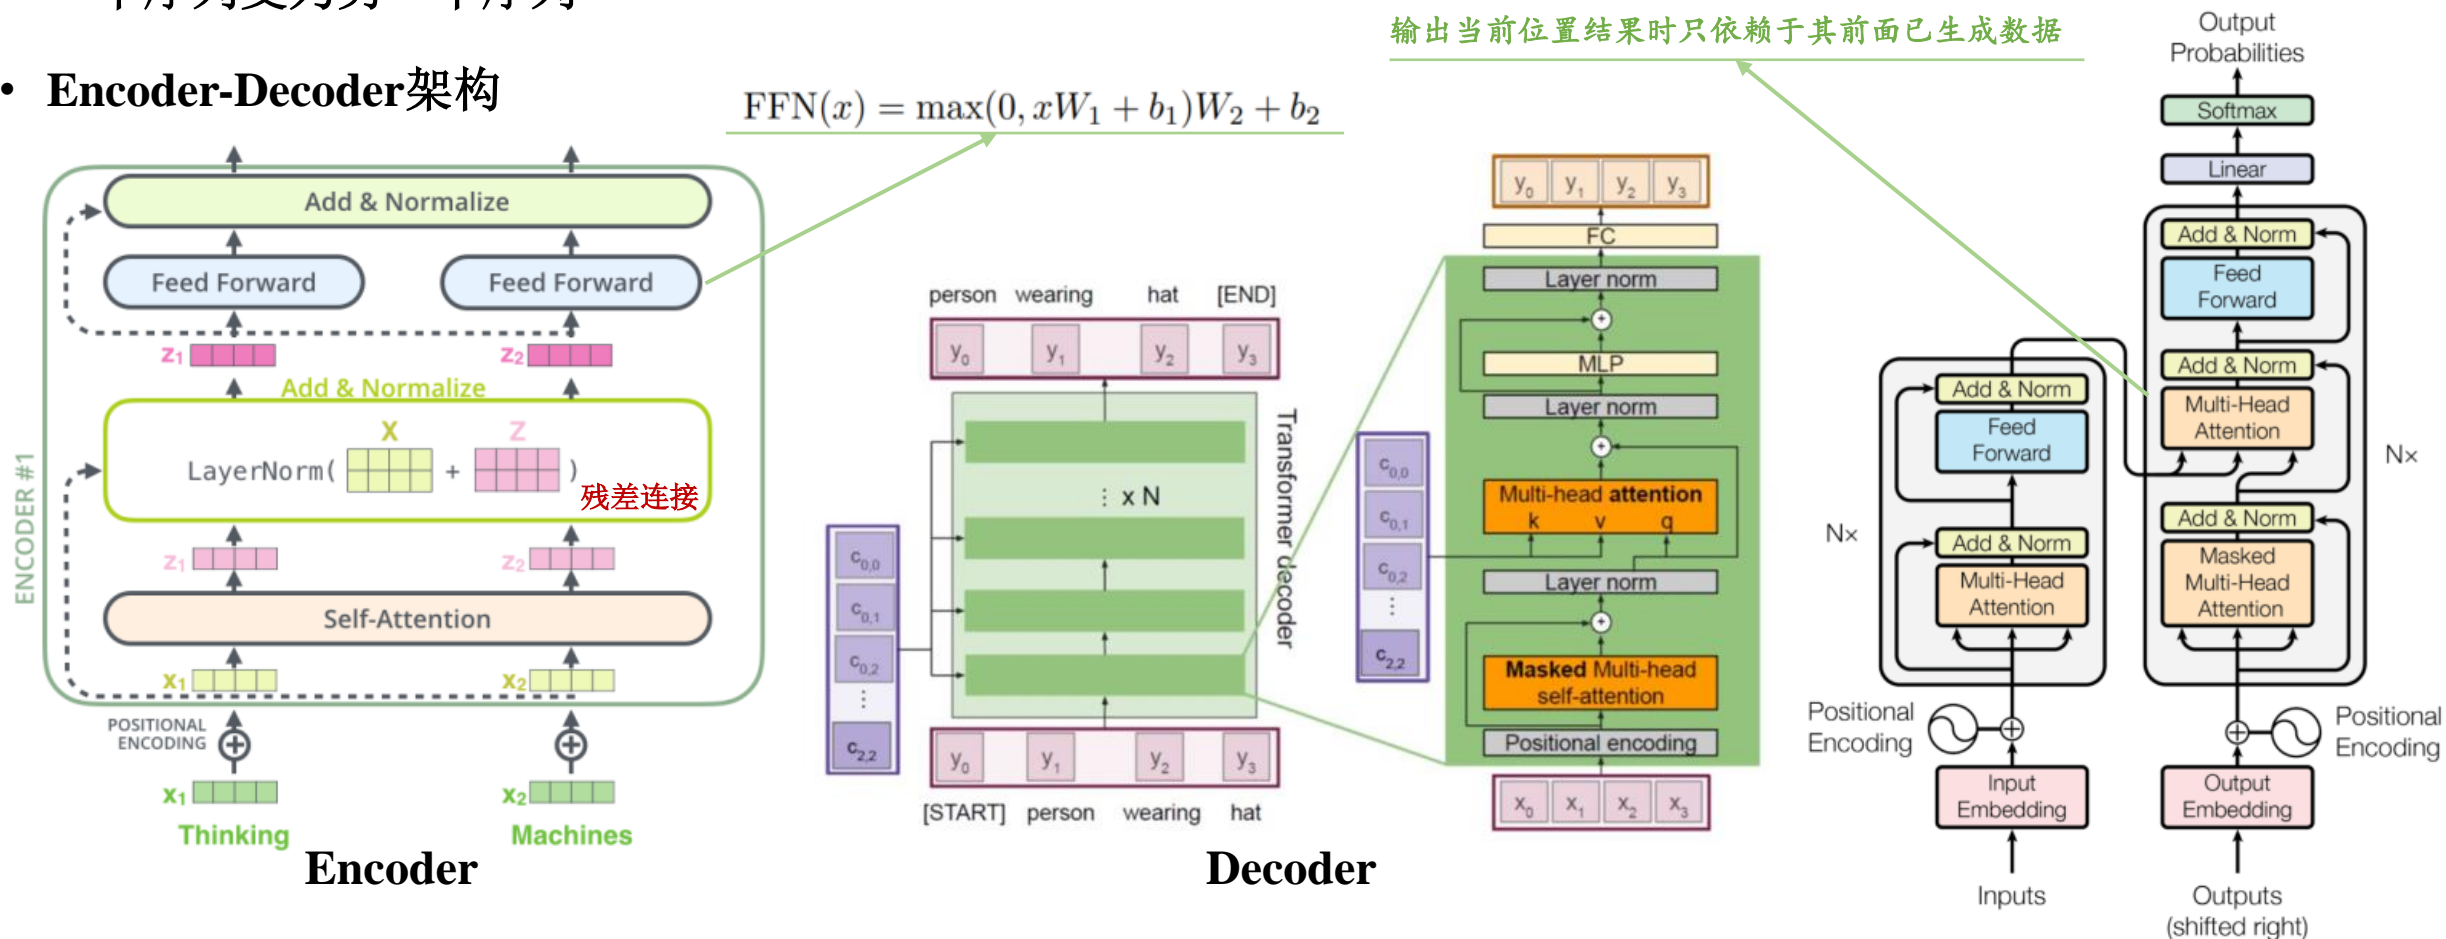 • Encoder-Decoder架构
FFN(x) = max(0, xW₁ + b₁)W₂ + b₂
输出当前位置结果时只依赖于其前面已生成数据
ENCODER #1
Add & Normalize
Feed Forward
Feed Forward
z₁
z₂
Add & Normalize
X
Z
LayerNorm( + )
残差连接
z₁
z₂
Self-Attention
x₁
x₂
POSITIONAL
ENCODING
x₁
x₂
Thinking
Machines
Encoder
person wearing hat [END]
y₀ y₁ y₂ y₃
⋮ x N
Transformer decoder
c₀,₀
c₀,₁
c₀,₂
⋮
c₂,₂
y₀ y₁ y₂ y₃
[START] person wearing hat
Decoder
y₀ y₁ y₂ y₃
FC
Layer norm
+
MLP
Layer norm
+
Multi-head attention
k v q
Layer norm
+
Masked Multi-head
self-attention
Positional encoding
x₀ x₁ x₂ x₃
c₀,₀
c₀,₁
c₀,₂
⋮
c₂,₂
Output
Probabilities
Softmax
Linear
Add & Norm
Feed
Forward
Add & Norm
Multi-Head
Attention
N×
Add & Norm
Masked
Multi-Head
Attention
Positional
Encoding
Output
Embedding
Outputs
(shifted right)
Add & Norm
Feed
Forward
N×
Add & Norm
Multi-Head
Attention
Positional
Encoding
Input
Embedding
Inputs